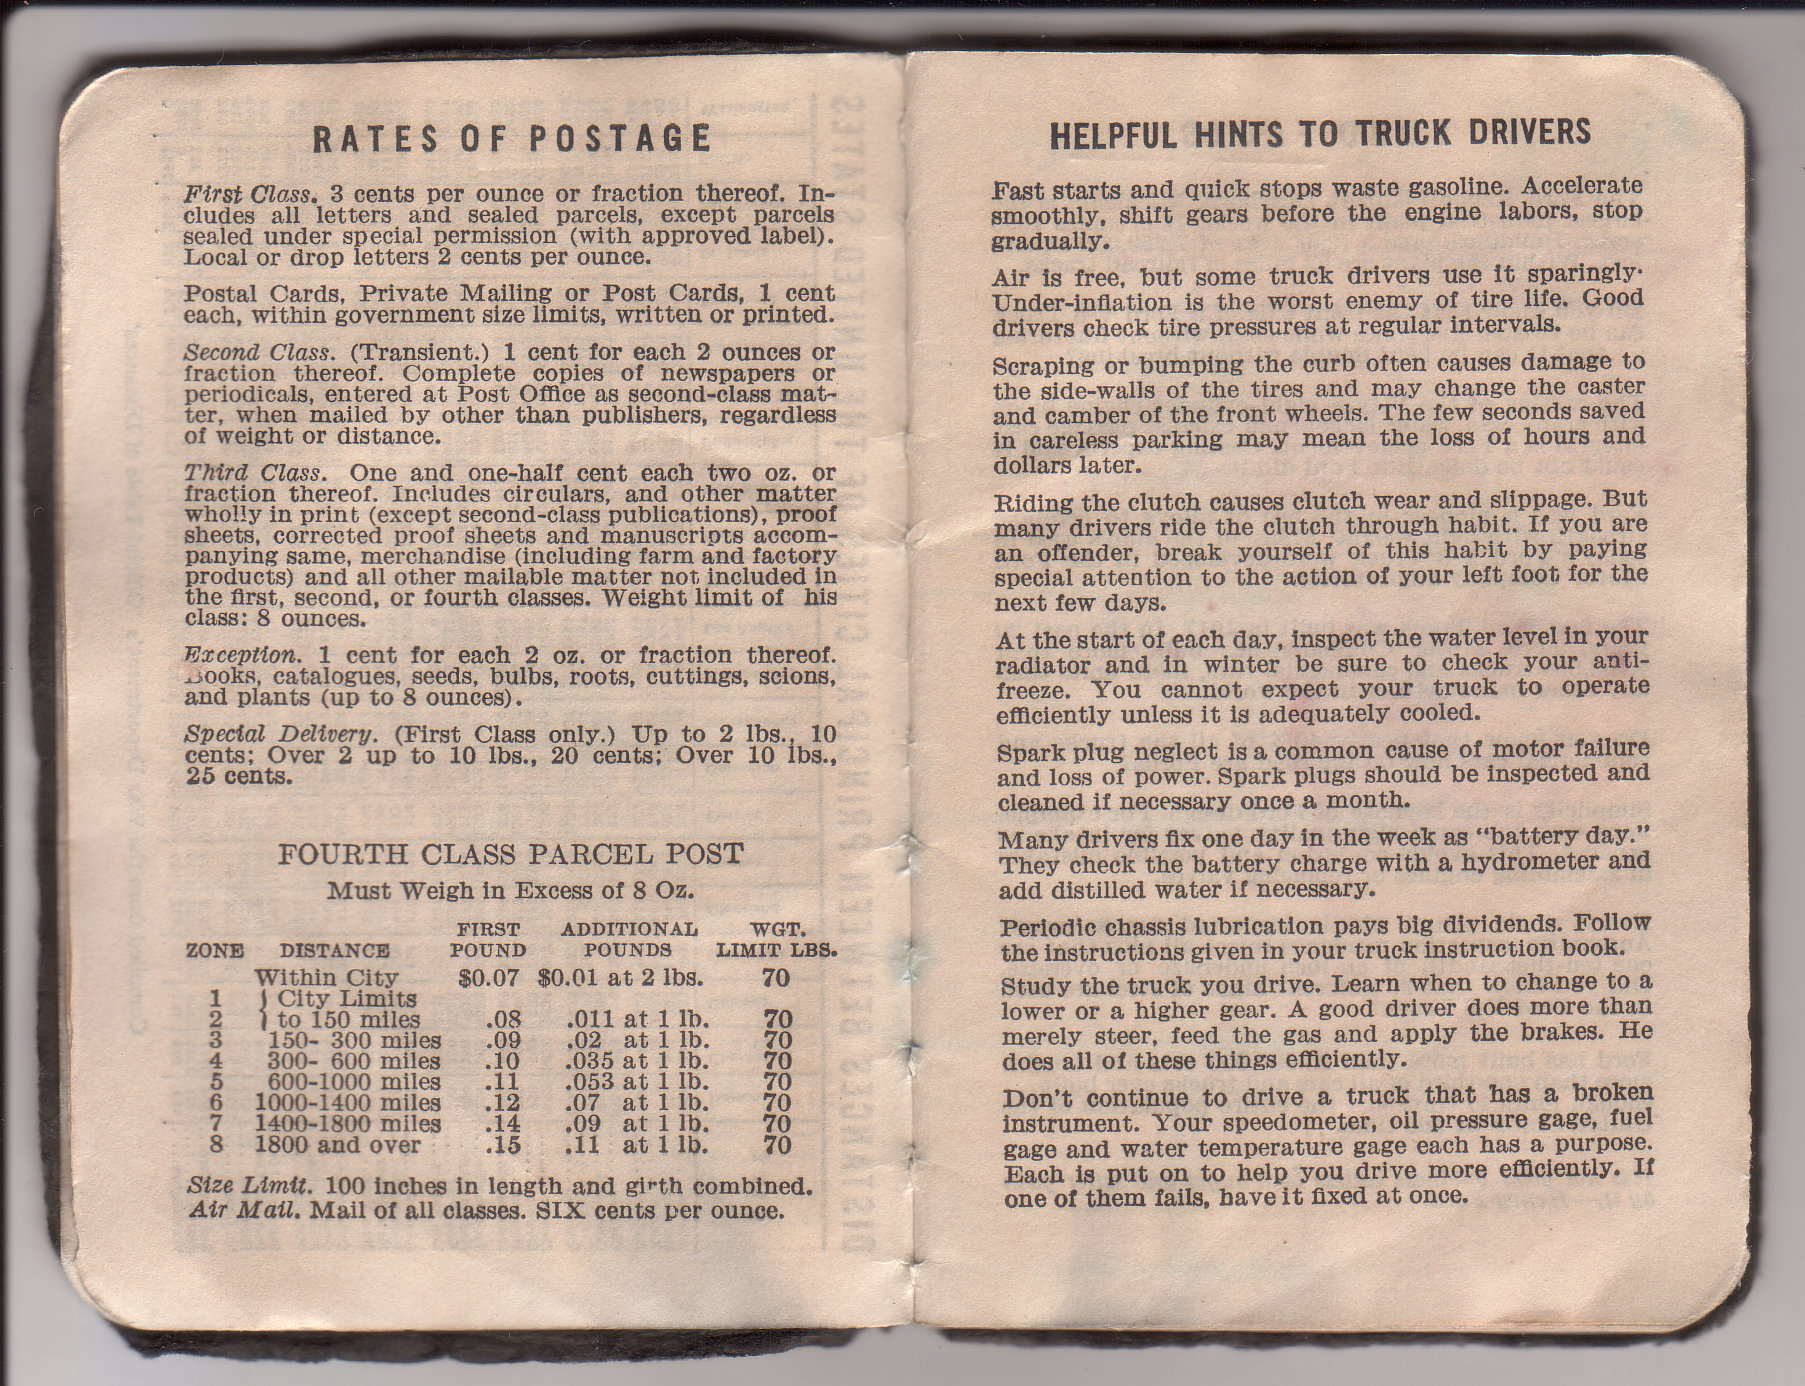 RATES OF POSTAGE
First Class. 3 cents per ounce or fraction thereof. In-
cludes all letters and sealed parcels, except parcels
sealed under special permission (with approved label).
Local or drop letters 2 cents per ounce.
Postal Cards, Private Mailing or Post Cards, 1 cent
each, within government size limits, written or printed.
Second Class. (Transient.) 1 cent for each 2 ounces or
fraction thereof. Complete copies of newspapers or
periodicals, entered at Post Office as second-class mat-
ter, when mailed by other than publishers, regardless
of weight or distance.
Third Class. One and one-half cent each two oz. or
fraction thereof. Includes circulars, and other matter
wholly in print (except second-class publications), proof
sheets, corrected proof sheets and manuscripts accom-
panying same, merchandise (including farm and factory
products) and all other mailable matter not included in
the first, second, or fourth classes. Weight limit of his
class: 8 ounces.
Exception. 1 cent for each 2 oz. or fraction thereof.
Books, catalogues, seeds, bulbs, roots, cuttings, scions,
and plants (up to 8 ounces).
Special Delivery. (First Class only.) Up to 2 lbs., 10
cents; Over 2 up to 10 lbs., 20 cents; Over 10 lbs.,
25 cents.
FOURTH CLASS PARCEL POST
Must Weigh in Excess of 8 Oz.
FIRST ADDITIONAL WGT.
ZONE DISTANCE POUND POUNDS LIMIT LBS.
Within City $0.07 $0.01 at 2 lbs. 70
1 } City Limits
2 } to 150 miles .08 .011 at 1 lb. 70
3 150- 300 miles .09 .02 at 1 lb. 70
4 300- 600 miles .10 .035 at 1 lb. 70
5 600-1000 miles .11 .053 at 1 lb. 70
6 1000-1400 miles .12 .07 at 1 lb. 70
7 1400-1800 miles .14 .09 at 1 lb. 70
8 1800 and over .15 .11 at 1 lb. 70
Size Limit. 100 inches in length and girth combined.
Air Mail. Mail of all classes. SIX cents per ounce.
HELPFUL HINTS TO TRUCK DRIVERS
Fast starts and quick stops waste gasoline. Accelerate
smoothly, shift gears before the engine labors, stop
gradually.
Air is free, but some truck drivers use it sparingly.
Under-inflation is the worst enemy of tire life. Good
drivers check tire pressures at regular intervals.
Scraping or bumping the curb often causes damage to
the side-walls of the tires and may change the caster
and camber of the front wheels. The few seconds saved
in careless parking may mean the loss of hours and
dollars later.
Riding the clutch causes clutch wear and slippage. But
many drivers ride the clutch through habit. If you are
an offender, break yourself of this habit by paying
special attention to the action of your left foot for the
next few days.
At the start of each day, inspect the water level in your
radiator and in winter be sure to check your anti-
freeze. You cannot expect your truck to operate
efficiently unless it is adequately cooled.
Spark plug neglect is a common cause of motor failure
and loss of power. Spark plugs should be inspected and
cleaned if necessary once a month.
Many drivers fix one day in the week as "battery day."
They check the battery charge with a hydrometer and
add distilled water if necessary.
Periodic chassis lubrication pays big dividends. Follow
the instructions given in your truck instruction book.
Study the truck you drive. Learn when to change to a
lower or a higher gear. A good driver does more than
merely steer, feed the gas and apply the brakes. He
does all of these things efficiently.
Don't continue to drive a truck that has a broken
instrument. Your speedometer, oil pressure gage, fuel
gage and water temperature gage each has a purpose.
Each is put on to help you drive more efficiently. If
one of them fails, have it fixed at once.